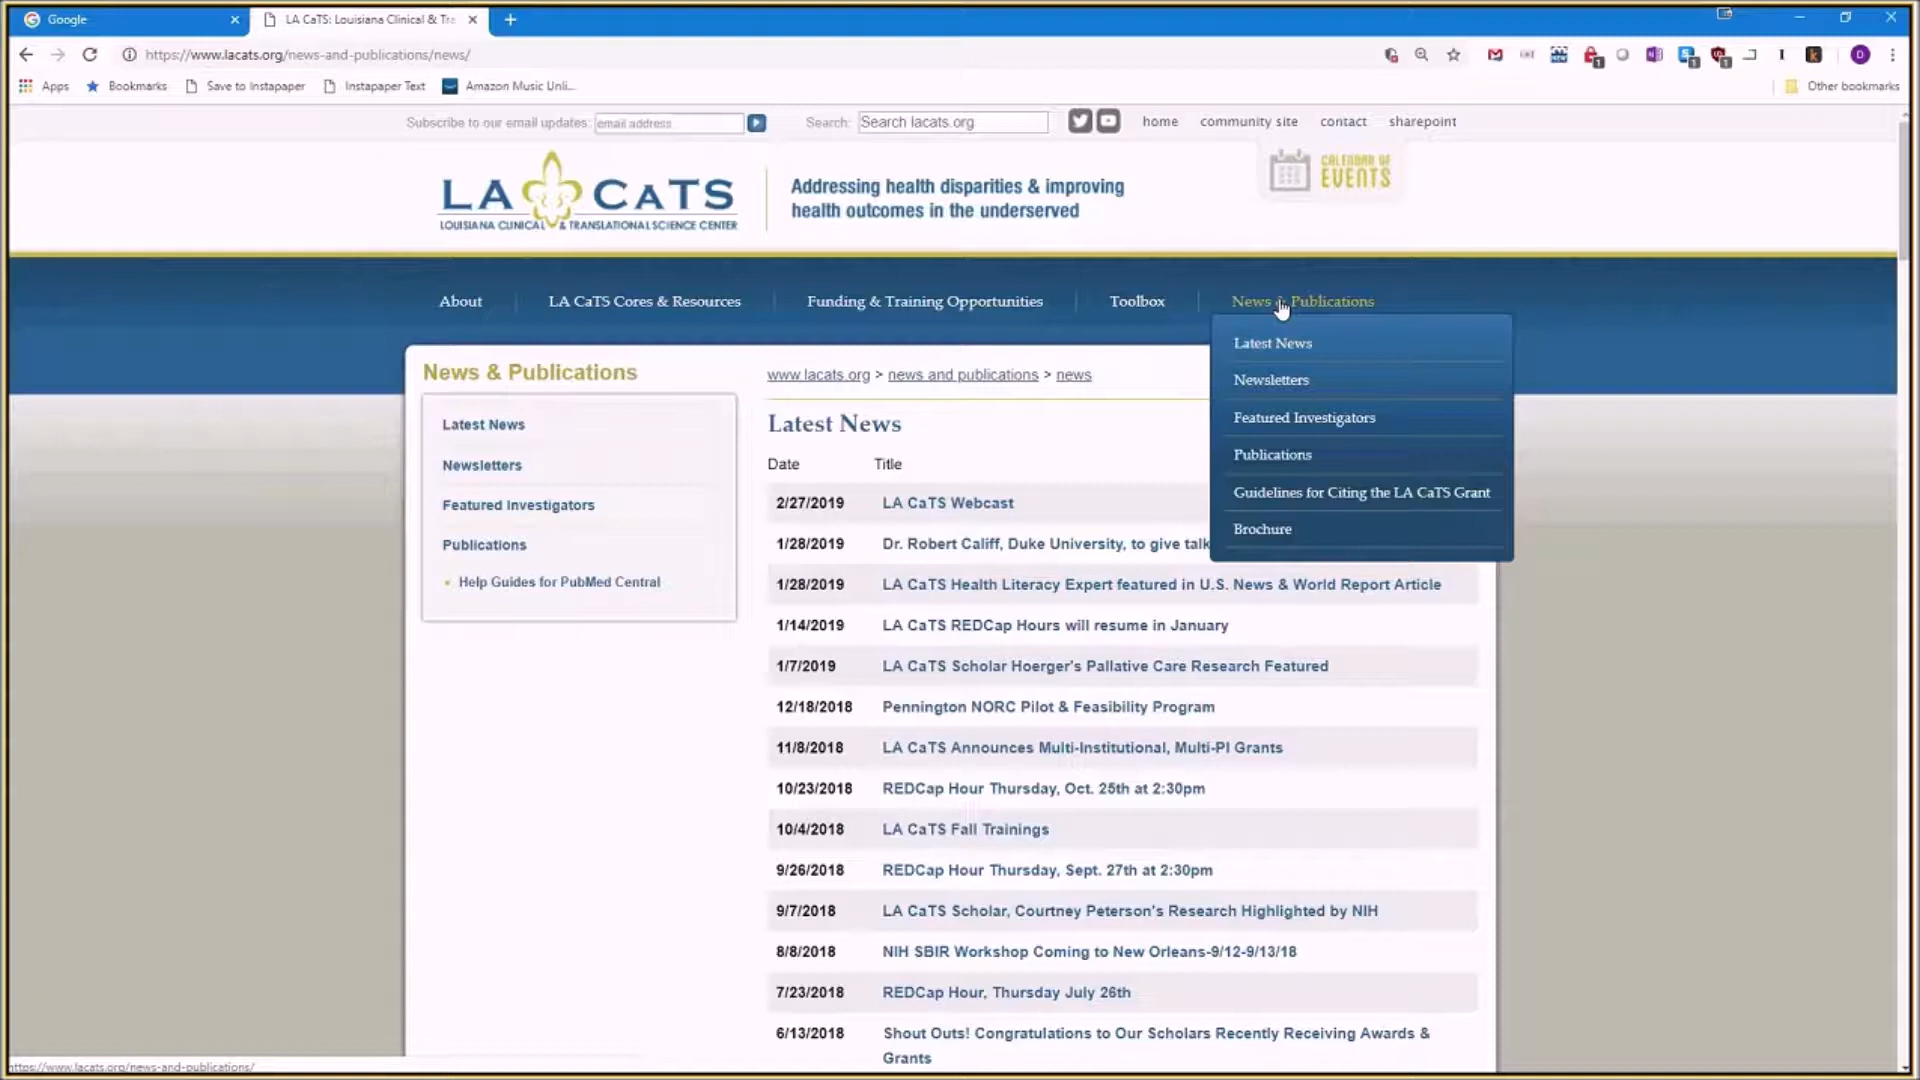 Google
LA CaTS: Louisiana Clinical & Tra
https://www.lacats.org/news-and-publications/news/
Apps
Bookmarks
Save to Instapaper
Instapaper Text
Amazon Music Unli...
Other bookmarks
Subscribe to our email updates:
email address
Search:
Search lacats.org
home
community site
contact
sharepoint
LA CaTS
LOUISIANA CLINICAL & TRANSLATIONAL SCIENCE CENTER
Addressing health disparities & improving
health outcomes in the underserved
CALENDAR OF
EVENTS
About
LA CaTS Cores & Resources
Funding & Training Opportunities
Toolbox
News & Publications
Latest News
Newsletters
Featured Investigators
Publications
Guidelines for Citing the LA CaTS Grant
Brochure
News & Publications
Latest News
Newsletters
Featured Investigators
Publications
Help Guides for PubMed Central
www.lacats.org > news and publications > news
Latest News
Date Title
2/27/2019 LA CaTS Webcast
1/28/2019 Dr. Robert Califf, Duke University, to give talk
1/28/2019 LA CaTS Health Literacy Expert featured in U.S. News & World Report Article
1/14/2019 LA CaTS REDCap Hours will resume in January
1/7/2019 LA CaTS Scholar Hoerger's Pallative Care Research Featured
12/18/2018 Pennington NORC Pilot & Feasibility Program
11/8/2018 LA CaTS Announces Multi-Institutional, Multi-PI Grants
10/23/2018 REDCap Hour Thursday, Oct. 25th at 2:30pm
10/4/2018 LA CaTS Fall Trainings
9/26/2018 REDCap Hour Thursday, Sept. 27th at 2:30pm
9/7/2018 LA CaTS Scholar, Courtney Peterson's Research Highlighted by NIH
8/8/2018 NIH SBIR Workshop Coming to New Orleans-9/12-9/13/18
7/23/2018 REDCap Hour, Thursday July 26th
6/13/2018 Shout Outs! Congratulations to Our Scholars Recently Receiving Awards &
Grants
https://www.lacats.org/news-and-publications/